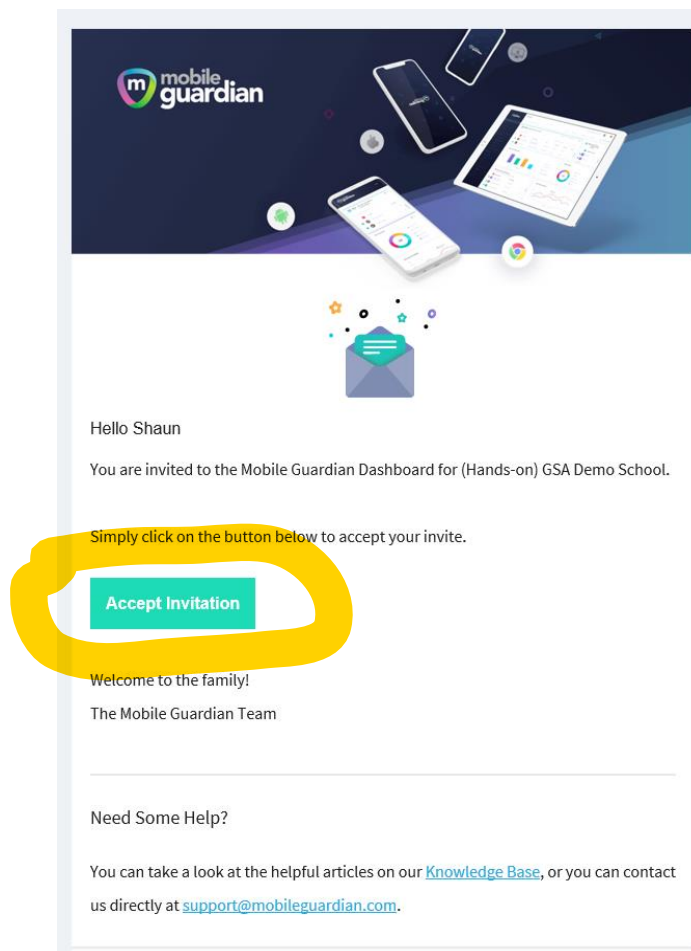 mobile
guardian
Hello Shaun
You are invited to the Mobile Guardian Dashboard for (Hands-on) GSA Demo School.
Simply click on the button below to accept your invite.
Accept Invitation
Welcome to the family!
The Mobile Guardian Team
Need Some Help?
You can take a look at the helpful articles on our Knowledge Base, or you can contact
us directly at support@mobileguardian.com.